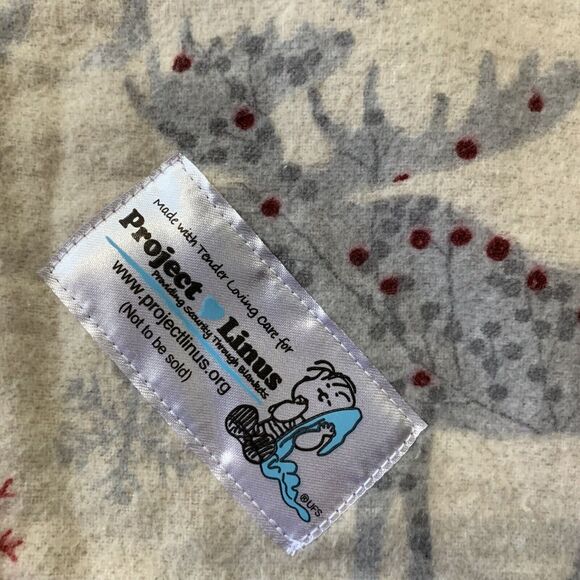 Made with Tender Loving Care for
Project Linus
Providing Security Through Blankets
www.projectlinus.org
(Not to be sold)
®UFS